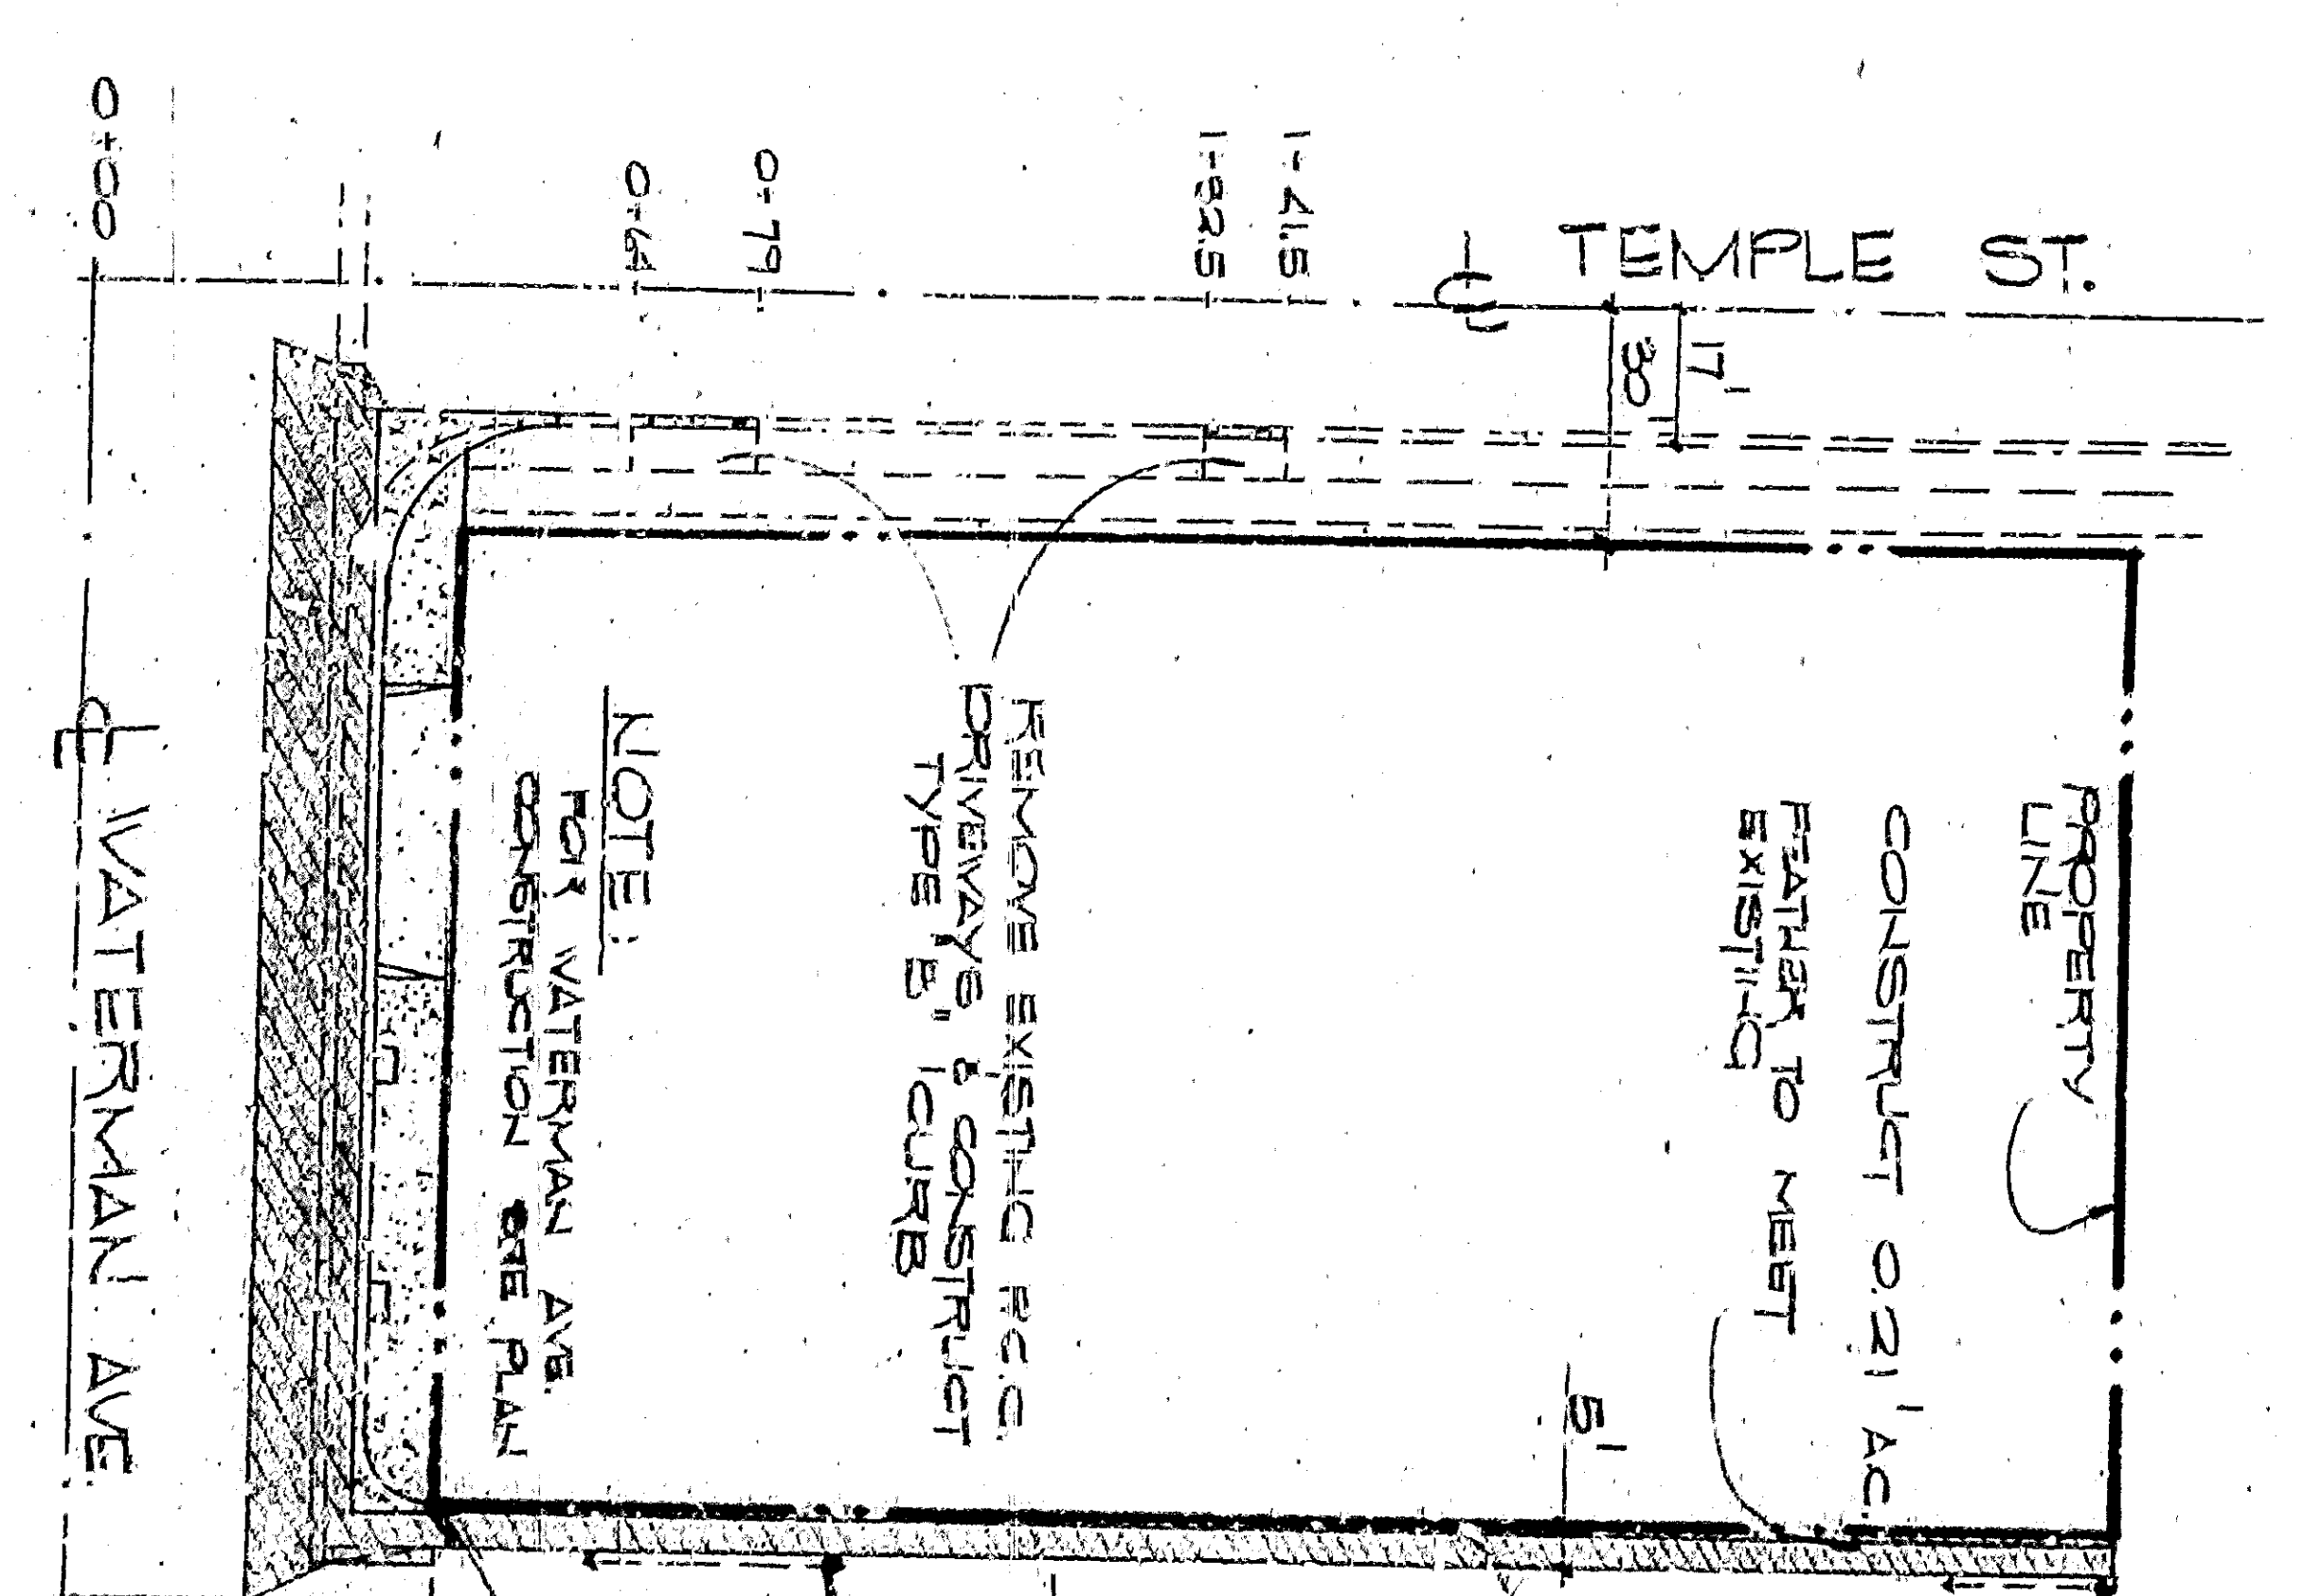 0+00
0+64
0+79
1+32.5
1+41.5
℄ TEMPLE ST.
17'
30'
PROPERTY
LINE
CONSTRUCT 0.21' A.C.
FEATHER TO MEET
EXISTING
5'
REMOVE EXISTING P.C.C.
DRIVEWAYS & CONSTRUCT
TYPE "B" CURB
NOTE:
FOR WATERMAN AVE.
CONSTRUCTION SEE PLAN
℄ WATERMAN AVE.